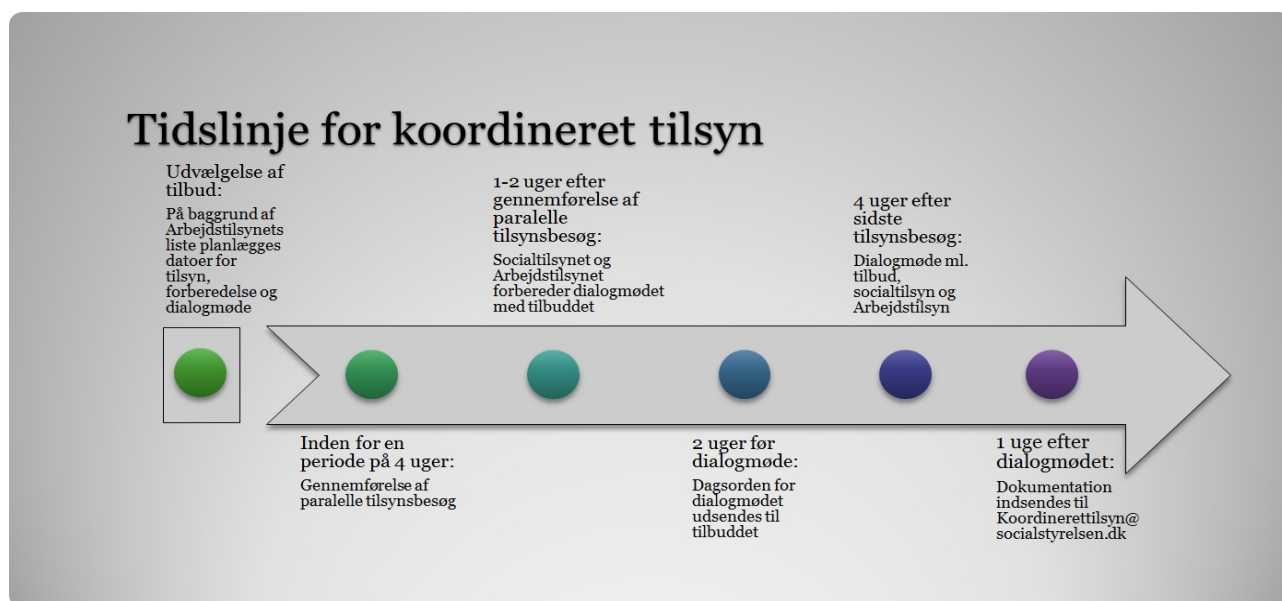 Tidslinje for koordineret tilsyn
Udvælgelse af
tilbud:
På baggrund af
Arbejdstilsynets
liste planlægges
datoer for
tilsyn,
forberedelse og
dialogmøde
Inden for en
periode på 4 uger:
Gennemførelse af
paralelle tilsynsbesøg
1-2 uger efter
gennemførelse af
paralelle
tilsynsbesøg:
Socialtilsynet og
Arbejdstilsynet
forbereder dialogmødet
med tilbuddet
2 uger før
dialogmøde:
Dagsorden for
dialogmødet
udsendes til
tilbuddet
4 uger efter
sidste
tilsynsbesøg:
Dialogmøde ml.
tilbud,
socialtilsyn og
Arbejdstilsyn
1 uge efter
dialogmødet:
Dokumentation
indsendes til
Koordinerettilsyn@
socialstyrelsen.dk